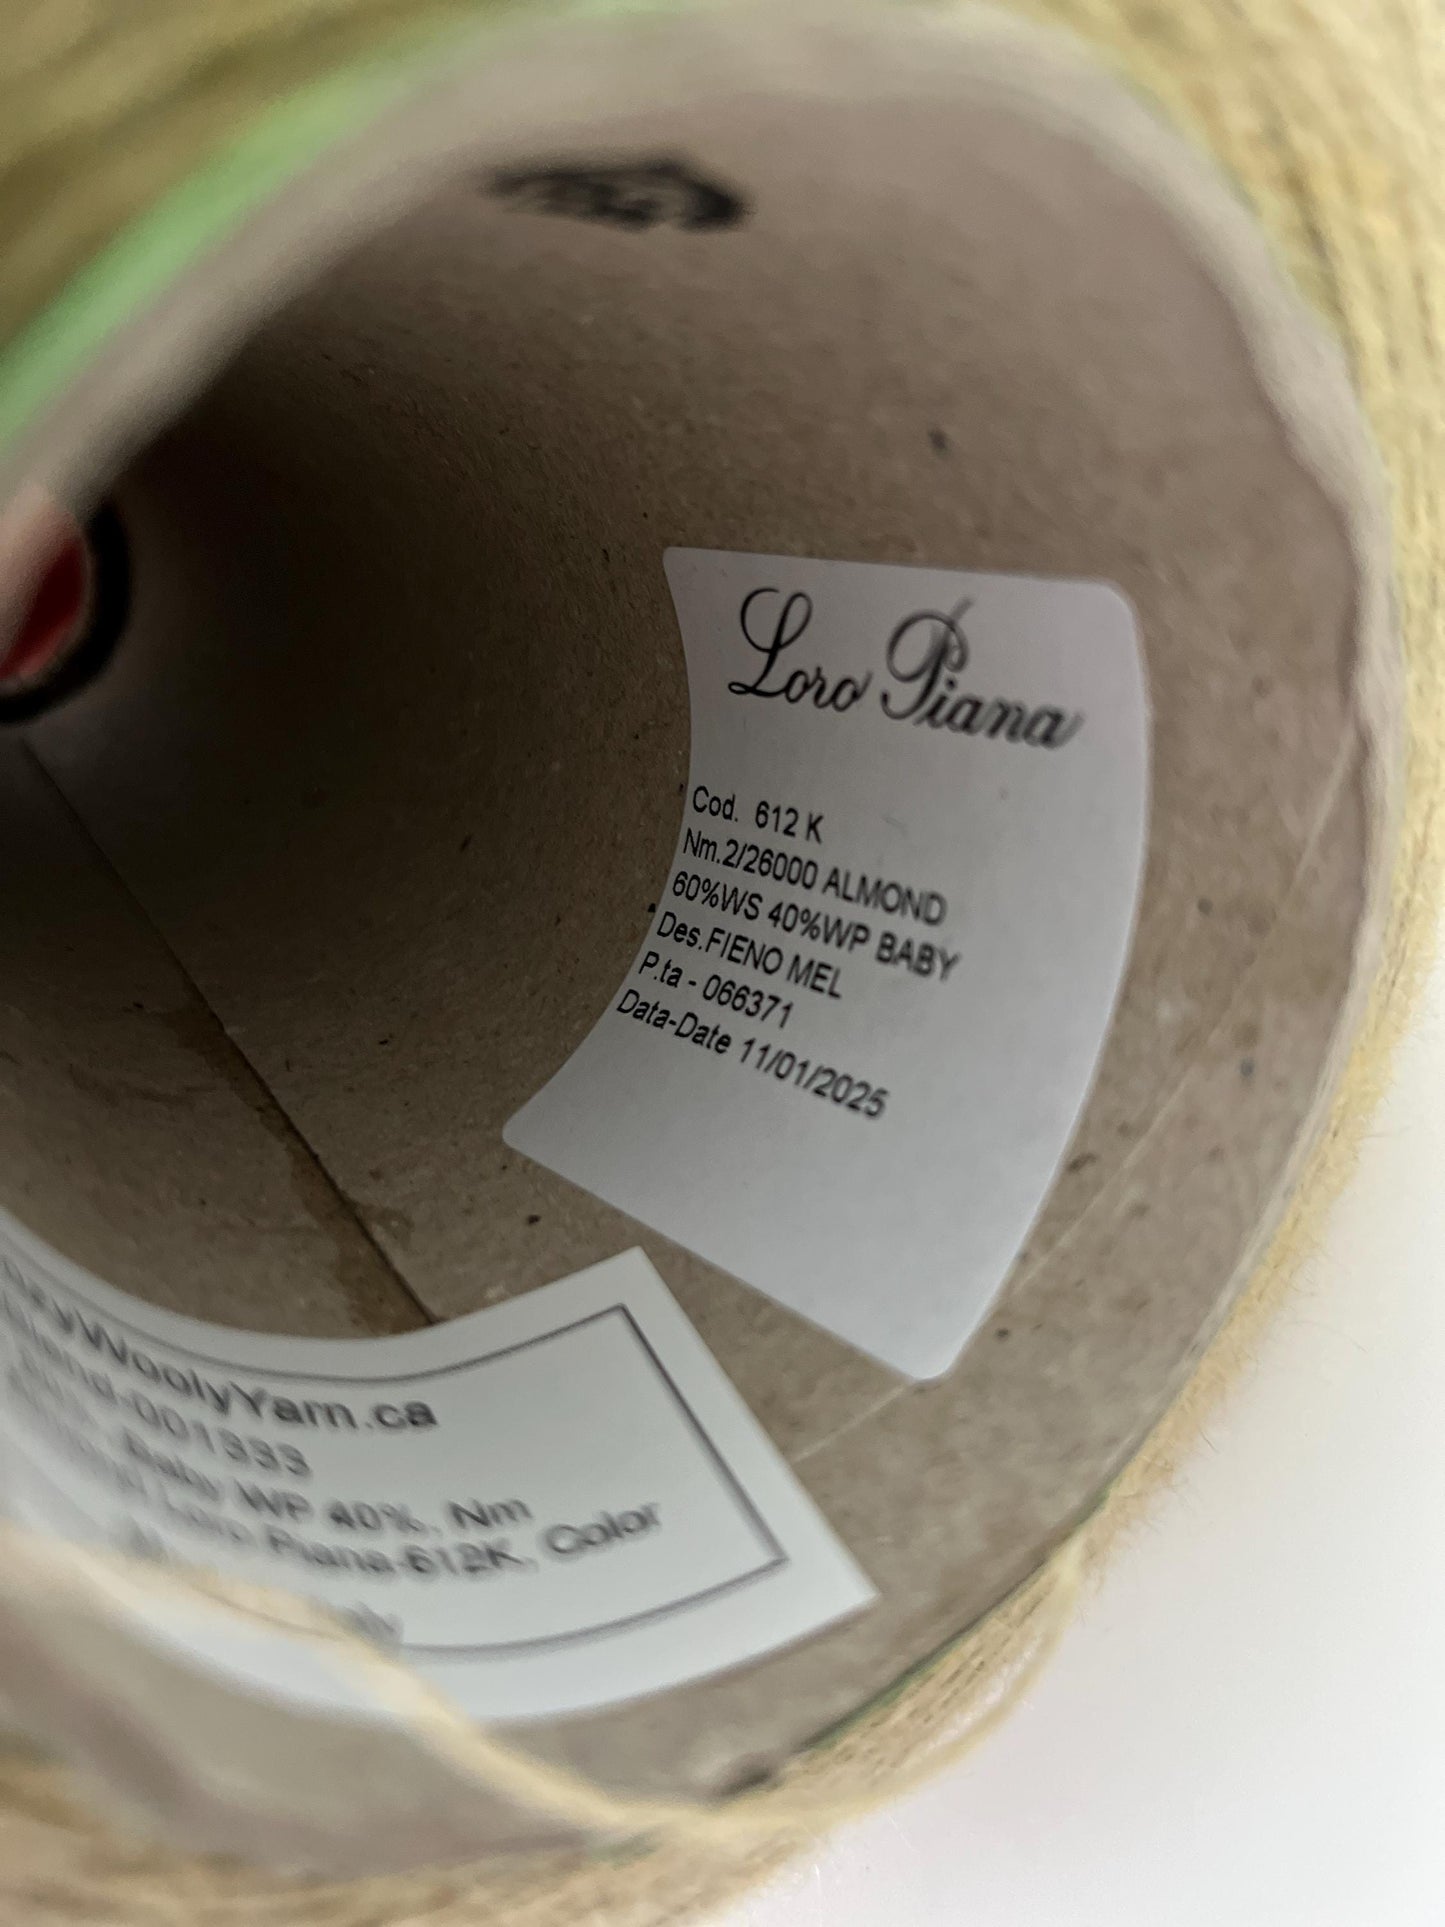 Loro Piana
Cod. 612 K
Nm.2/26000 ALMOND
60%WS 40%WP BABY
Des.FIENO MEL
P.ta - 066371
Data-Date 11/01/2025
WoolyYarn.ca
001333
Baby WP 40%, Nm
Loro Piana-612K, Color